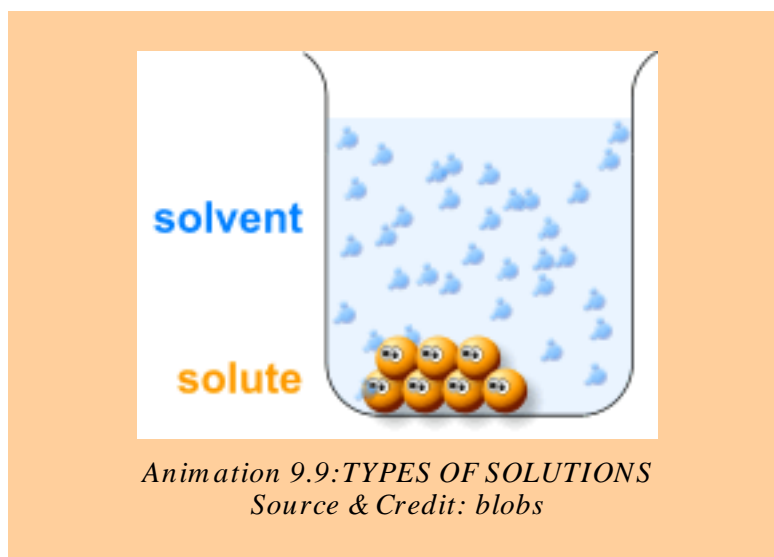 solvent
solute
Animation 9.9:TYPES OF SOLUTIONS
Source & Credit: blobs